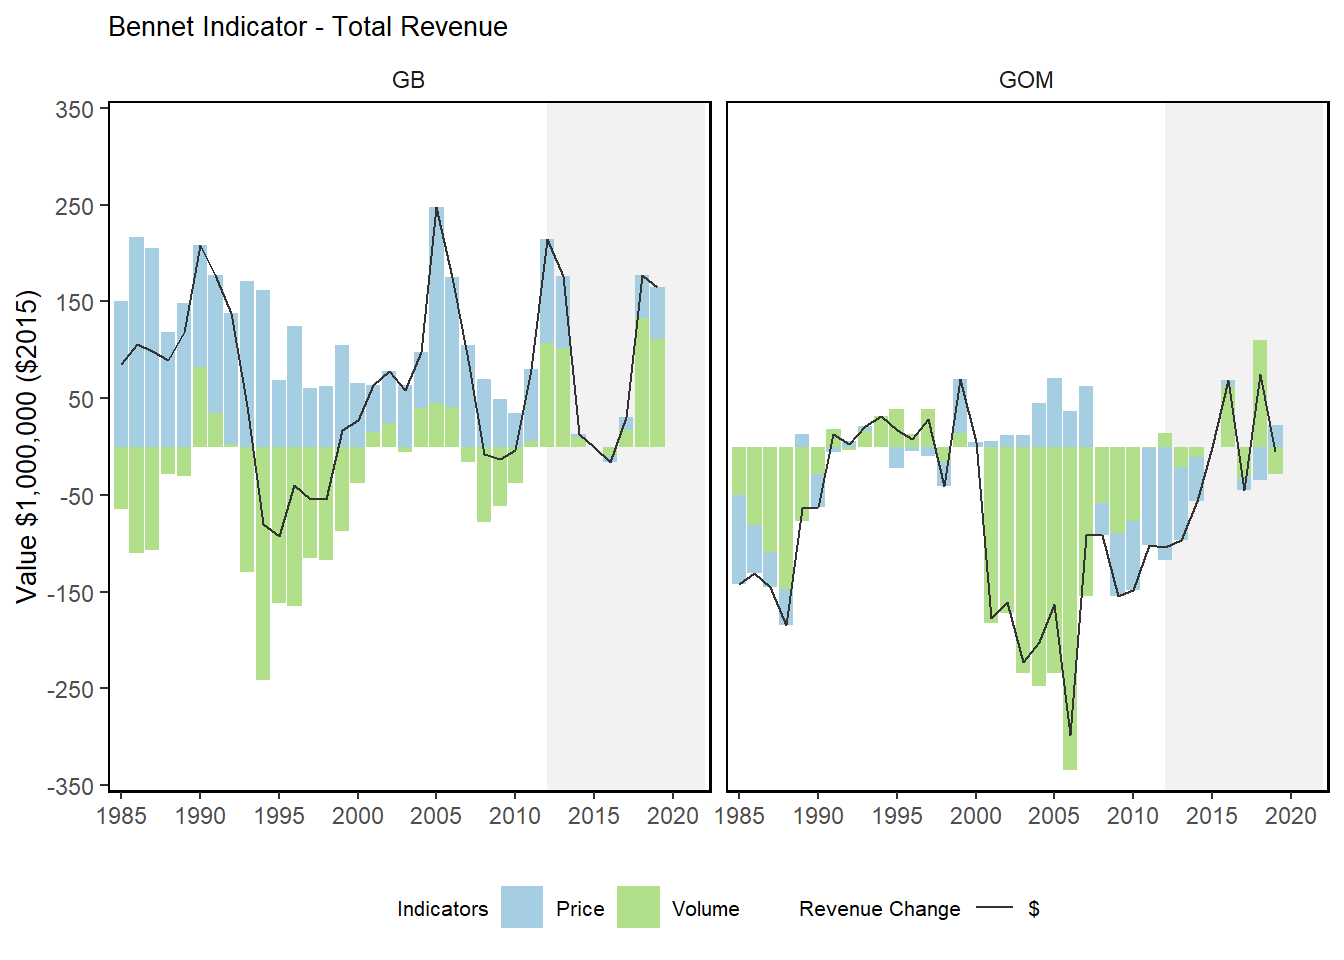 Bennet Indicator - Total Revenue
GB
GOM
Value $1,000,000 ($2015)
350
250
150
50
-50
-150
-250
-350
1985 1990 1995 2000 2005 2010 2015 2020
1985 1990 1995 2000 2005 2010 2015 2020
Indicators Price Volume Revenue Change $